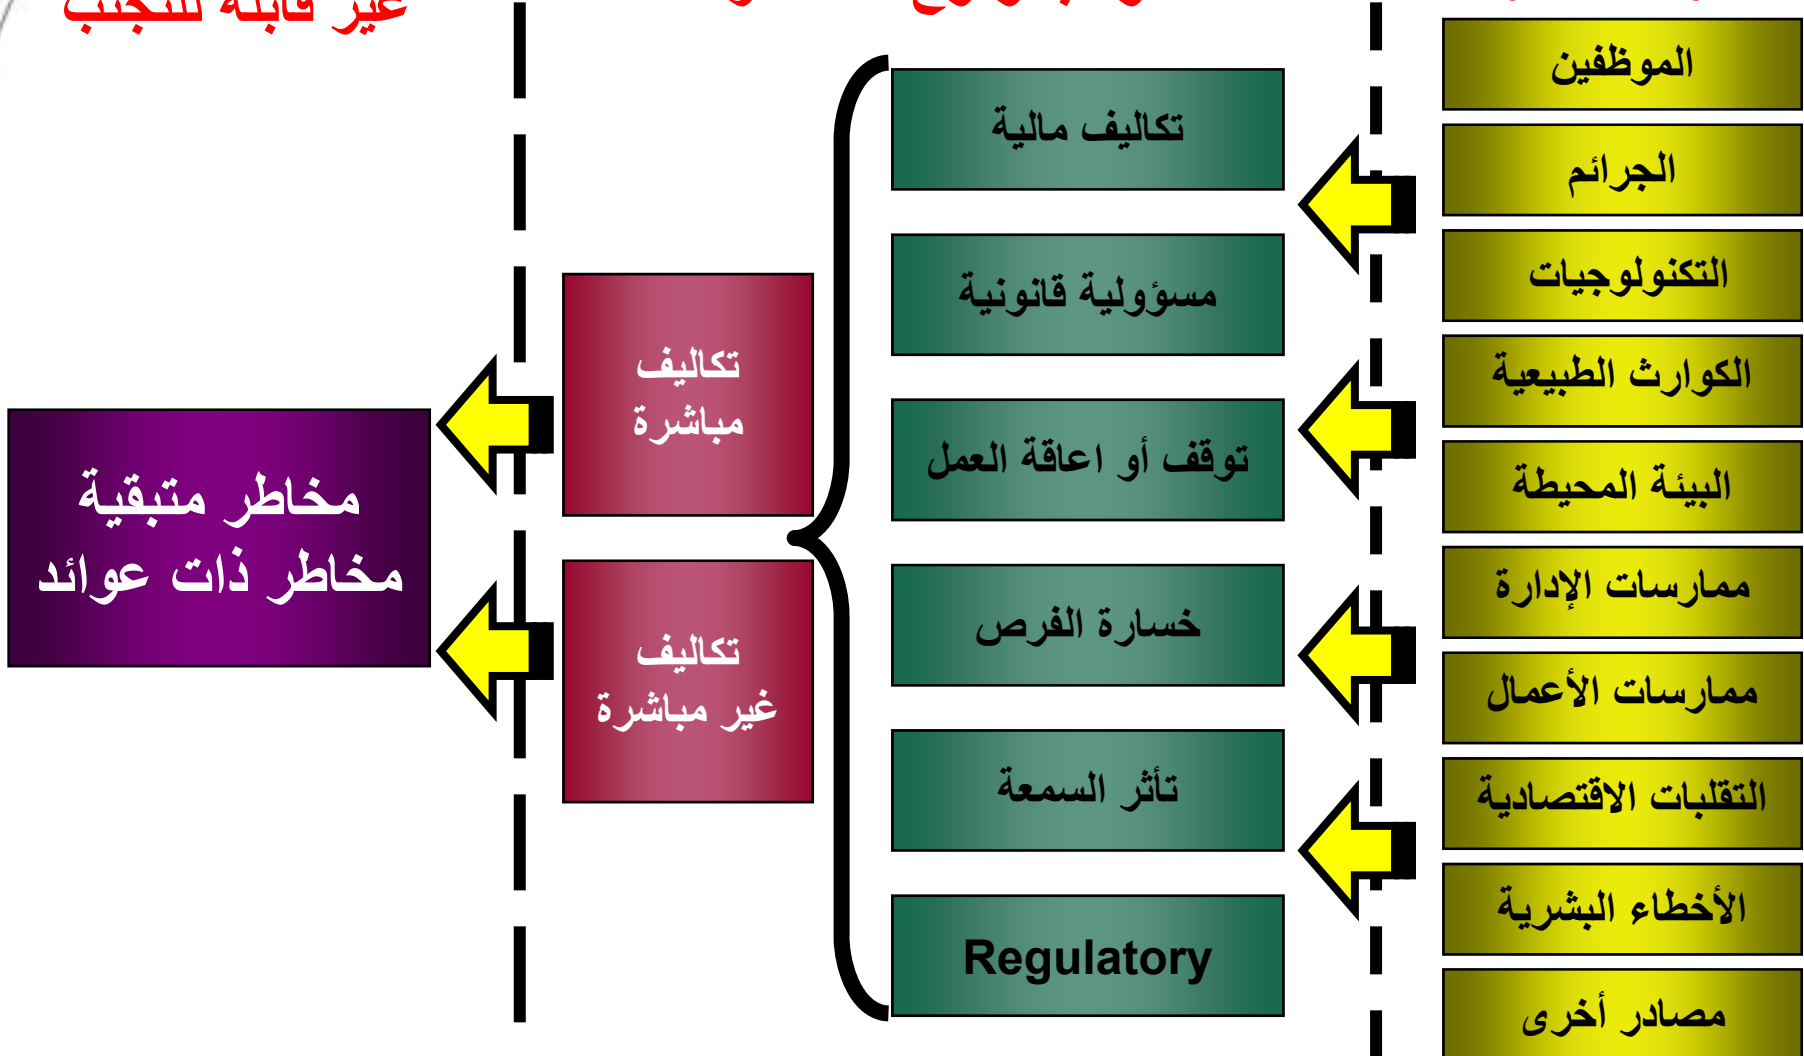 غير قابلة للتجنب
الموظفين
الجرائم
التكنولوجيات
الكوارث الطبيعية
البيئة المحيطة
ممارسات الإدارة
ممارسات الأعمال
التقلبات الاقتصادية
الأخطاء البشرية
مصادر أخرى
تكاليف مالية
مسؤولية قانونية
توقف أو اعاقة العمل
خسارة الفرص
تأثر السمعة
Regulatory
تكاليف
مباشرة
تكاليف
غير مباشرة
مخاطر متبقية
مخاطر ذات عوائد